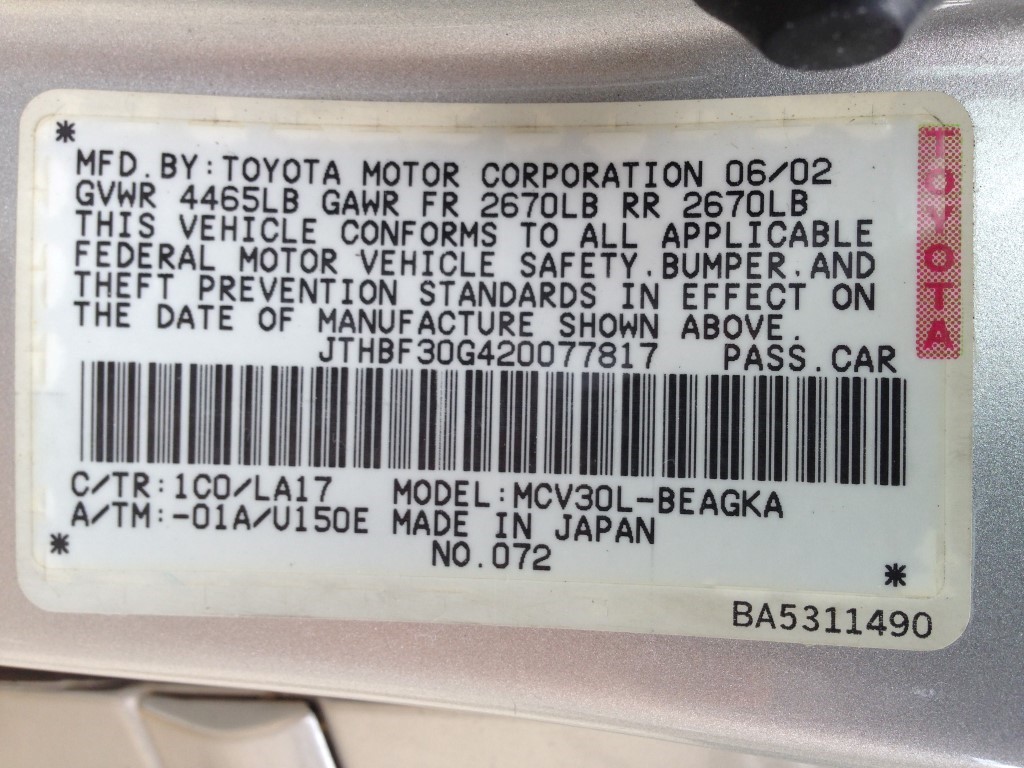 MFD. BY: TOYOTA MOTOR CORPORATION 06/02
GVWR 4465LB GAWR FR 2670LB RR 2670LB
THIS VEHICLE CONFORMS TO ALL APPLICABLE
FEDERAL MOTOR VEHICLE SAFETY.BUMPER.AND
THEFT PREVENTION STANDARDS IN EFFECT ON
THE DATE OF MANUFACTURE SHOWN ABOVE.
JTHBF30G420077817 PASS.CAR
C/TR:1C0/LA17 MODEL:MCV30L-BEAGKA
A/TM:-01A/U150E MADE IN JAPAN
NO.072
BA5311490
TOYOTA